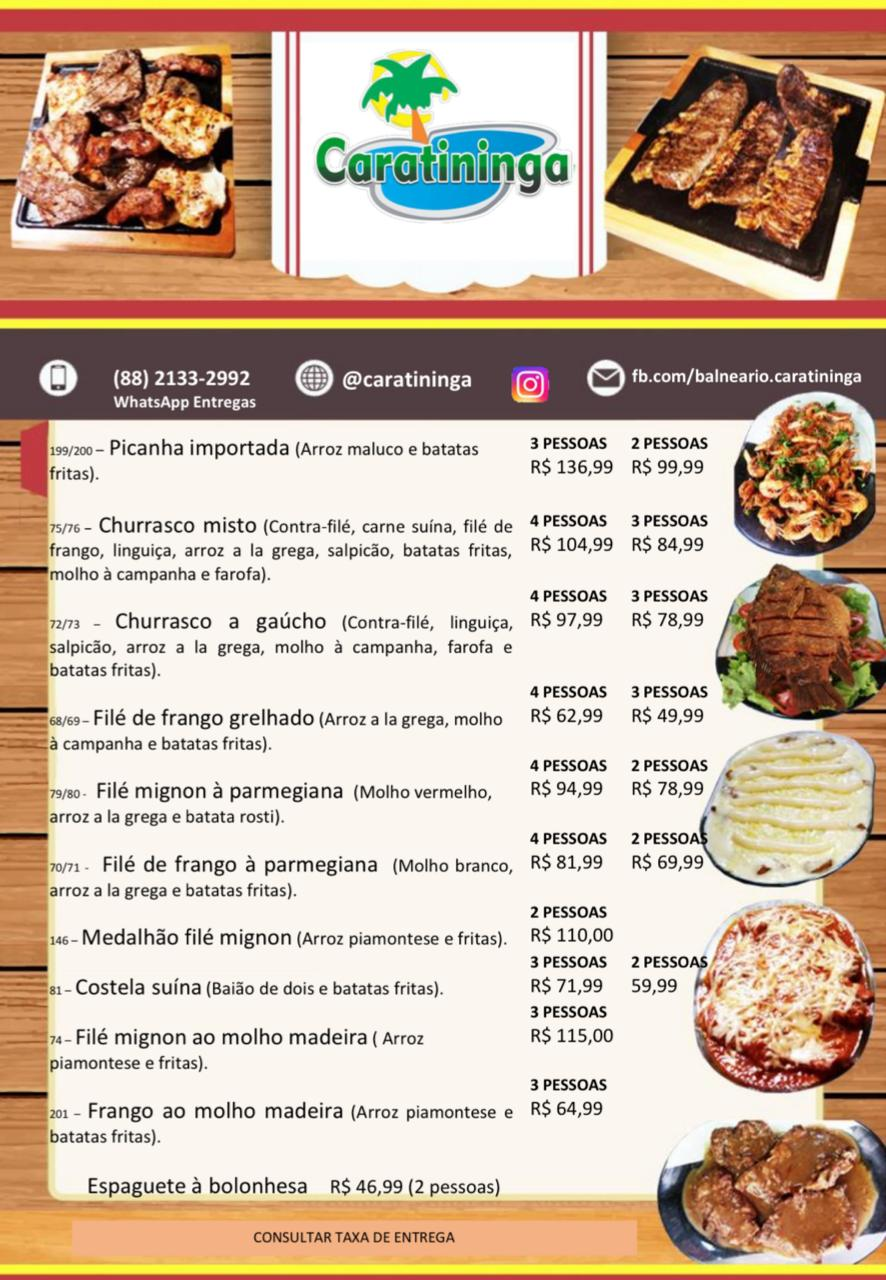 Caratininga
(88) 2133-2992
WhatsApp Entregas
@caratininga
fb.com/balneario.caratininga
199/200 – Picanha importada (Arroz maluco e batatas
fritas).
3 PESSOAS 2 PESSOAS
R$ 136,99 R$ 99,99
75/76 – Churrasco misto (Contra-filé, carne suína, filé de
frango, linguiça, arroz a la grega, salpicão, batatas fritas,
molho à campanha e farofa).
4 PESSOAS 3 PESSOAS
R$ 104,99 R$ 84,99
72/73 – Churrasco a gaúcho (Contra-filé, linguiça,
salpicão, arroz a la grega, molho à campanha, farofa e
batatas fritas).
4 PESSOAS 3 PESSOAS
R$ 97,99 R$ 78,99
68/69 – Filé de frango grelhado (Arroz a la grega, molho
à campanha e batatas fritas).
4 PESSOAS 3 PESSOAS
R$ 62,99 R$ 49,99
79/80 - Filé mignon à parmegiana (Molho vermelho,
arroz a la grega e batata rosti).
4 PESSOAS 2 PESSOAS
R$ 94,99 R$ 78,99
70/71 - Filé de frango à parmegiana (Molho branco,
arroz a la grega e batatas fritas).
4 PESSOAS 2 PESSOAS
R$ 81,99 R$ 69,99
146 – Medalhão filé mignon (Arroz piamontese e fritas).
2 PESSOAS
R$ 110,00
81 – Costela suína (Baião de dois e batatas fritas).
3 PESSOAS 2 PESSOAS
R$ 71,99 59,99
74 – Filé mignon ao molho madeira ( Arroz
piamontese e fritas).
3 PESSOAS
R$ 115,00
201 – Frango ao molho madeira (Arroz piamontese e
batatas fritas).
3 PESSOAS
R$ 64,99
Espaguete à bolonhesa R$ 46,99 (2 pessoas)
CONSULTAR TAXA DE ENTREGA